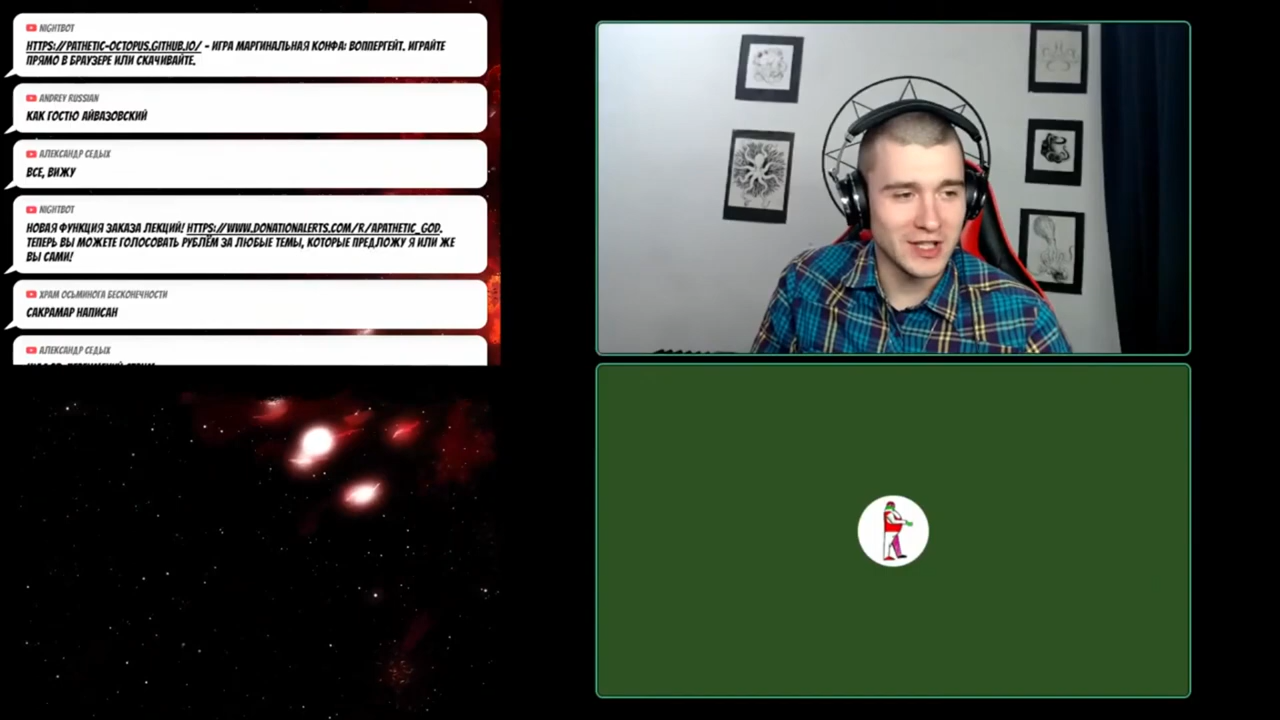 NIGHTBOT
HTTPS://PATHETIC-OCTOPUS.GITHUB.IO/ - ИГРА МАРГИНАЛЬНАЯ КОНФА: ВОППЕРГЕЙТ. ИГРАЙТЕ
ПРЯМО В БРАУЗЕРЕ ИЛИ СКАЧИВАЙТЕ.
ANDREY RUSSIAN
КАК ГОСТЮ АЙВАЗОВСКИЙ
АЛЕКСАНДР СЕДЫХ
ВСЕ, ВИЖУ
NIGHTBOT
НОВАЯ ФУНКЦИЯ ЗАКАЗА ЛЕКЦИЙ! HTTPS://WWW.DONATIONALERTS.COM/R/APATHETIC_GOD.
ТЕПЕРЬ ВЫ МОЖЕТЕ ГОЛОСОВАТЬ РУБЛЁМ ЗА ЛЮБЫЕ ТЕМЫ, КОТОРЫЕ ПРЕДЛОЖУ Я ИЛИ ЖЕ
ВЫ САМИ!
ХРАМ ОСЬМИНОГА БЕСКОНЕЧНОСТИ
САКРАМАР НАПИСАН
АЛЕКСАНДР СЕДЫХ